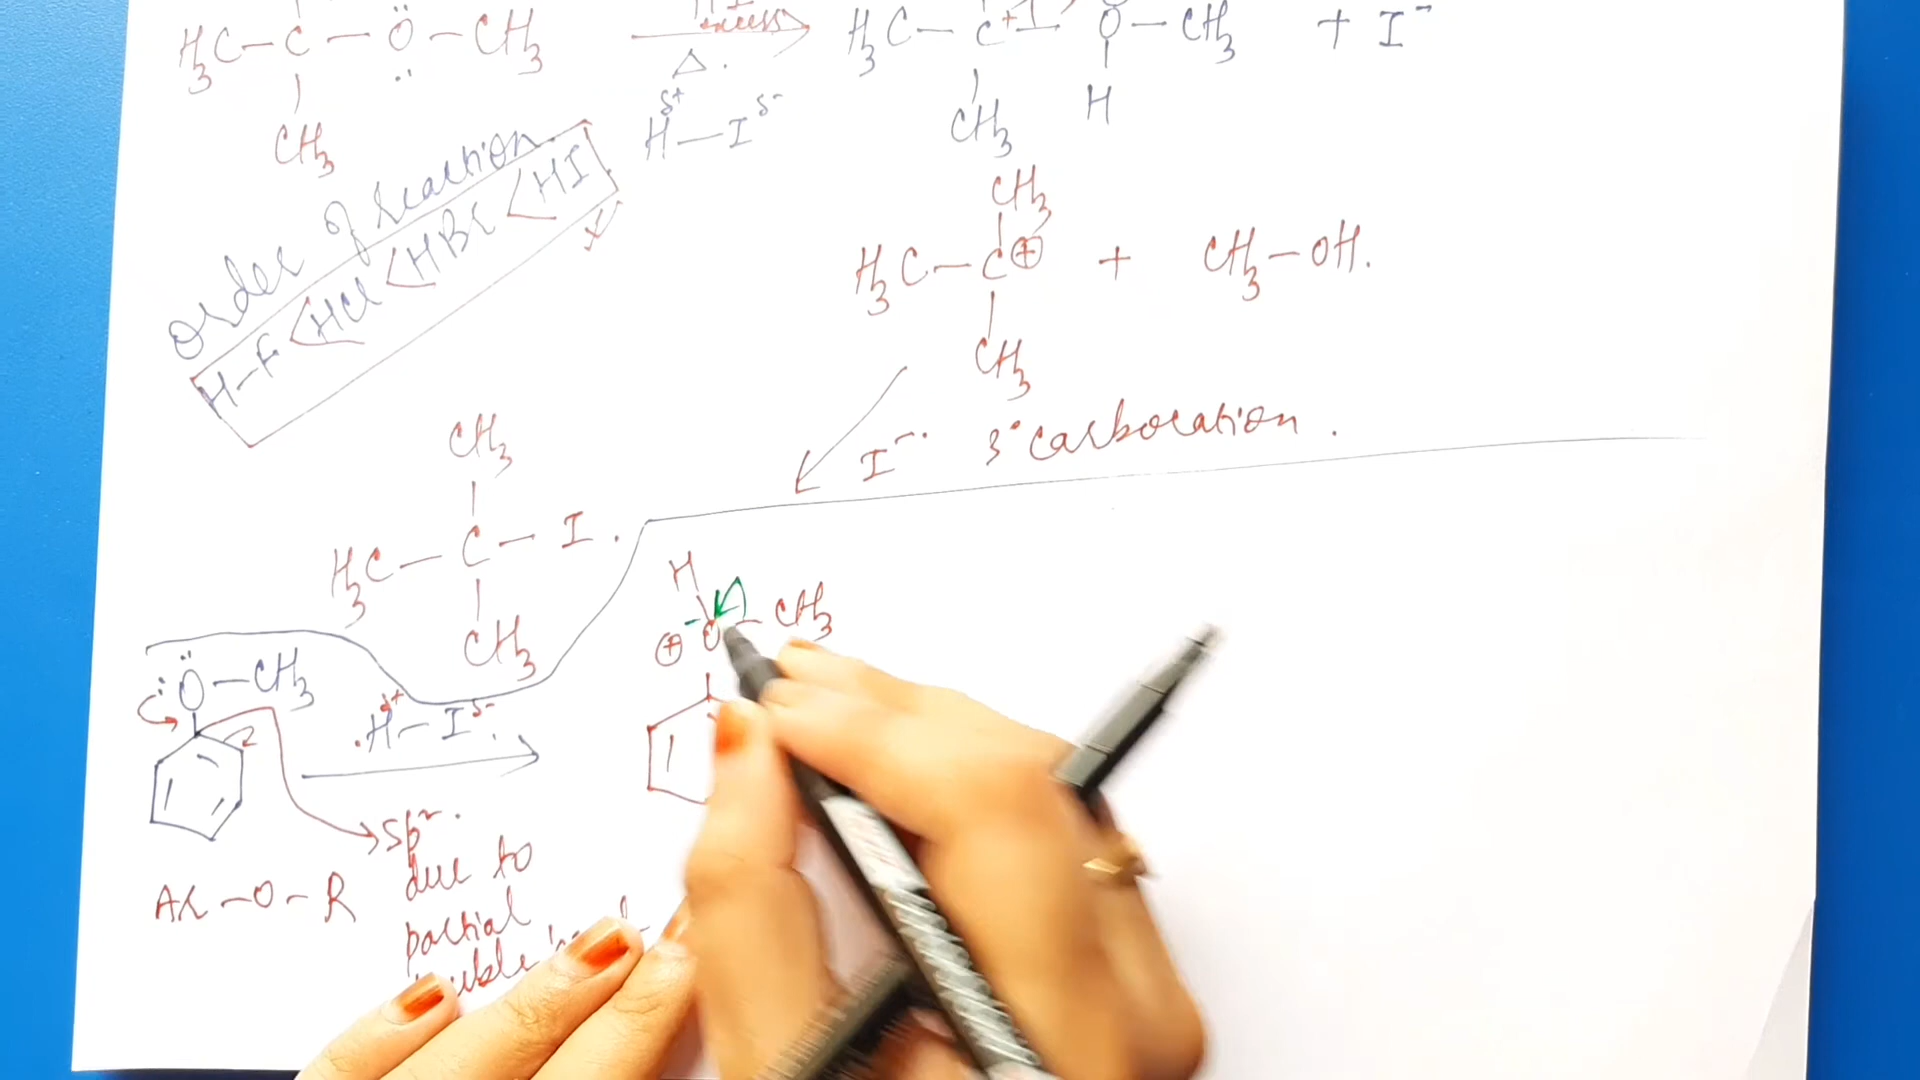 H₃C – C – Ö – CH₃
CH₃
excess
Δ.
H^δ+ – I^δ-
H₃C – C⁺ – O – CH₃ + I⁻
CH₃ H
Order of reaction
H–F < HCl < HBr < HI
CH₃
H₃C – C⊕ + CH₃ – OH.
CH₃
I⁻. 3° Carbocation.
CH₃
H₃C – C – I.
CH₃
:Ö – CH₃
.H^δ+ – I^δ-.
2
sp².
due to
partial
Ar – O – R
H
⊕ O – CH₃